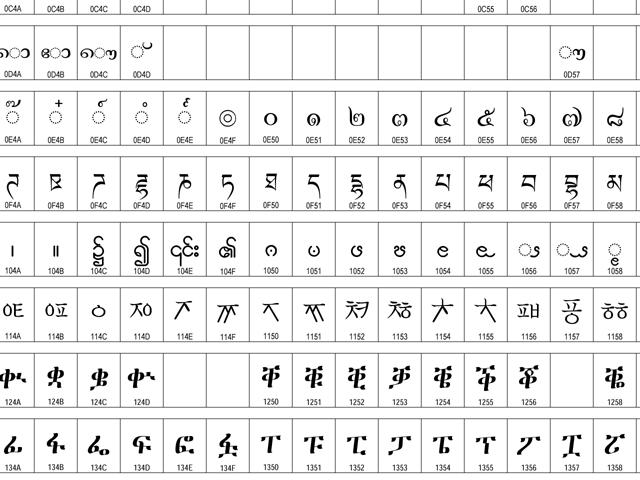 0C4A 0C4B 0C4C 0C4D 0C55 0C56
ൊ ോ ൌ ് ൗ
0D4A 0D4B 0D4C 0D4D 0D57
◌๊ ◌๋ ◌์ ◌ํ ◌๎ ๏ ๐ ๑ ๒ ๓ ๔ ๕ ๖ ๗ ๘
0E4A 0E4B 0E4C 0E4D 0E4E 0E4F 0E50 0E51 0E52 0E53 0E54 0E55 0E56 0E57 0E58
ཊ ཋ ཌ ཌྷ ཎ ཏ ཐ ད དྷ ན པ ཕ བ བྷ མ
0F4A 0F4B 0F4C 0F4D 0F4E 0F4F 0F50 0F51 0F52 0F53 0F54 0F55 0F56 0F57 0F58
၊ ။ ၌ ၍ ၎င်း ၏ ၐ ၑ ၒ ၓ ၔ ၕ ◌ၖ ◌ၗ ◌ၘ
104A 104B 104C 104D 104E 104F 1050 1051 1052 1053 1054 1055 1056 1057 1058
ᅊ ᅋ ᅌ ᅍ ᅎ ᅏ ᅐ ᅑ ᅒ ᅓ ᅔ ᅕ ᅖ ᅗ ᅘ
114A 114B 114C 114D 114E 114F 1150 1151 1152 1153 1154 1155 1156 1157 1158
ቊ ቋ ቌ ቍ ቐ ቑ ቒ ቓ ቔ ቕ ቖ ቘ
124A 124B 124C 124D 1250 1251 1252 1253 1254 1255 1256 1258
ፊ ፋ ፌ ፍ ፎ ፏ ፐ ፑ ፒ ፓ ፔ ፕ ፖ ፗ ፘ
134A 134B 134C 134D 134E 134F 1350 1351 1352 1353 1354 1355 1356 1357 1358